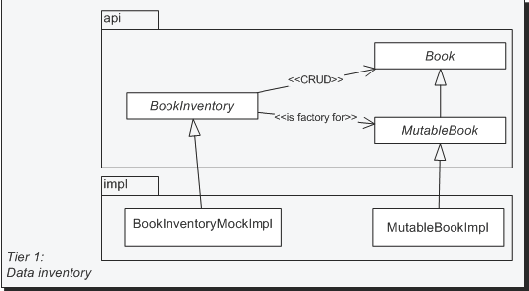 api
Book
<<CRUD>>
BookInventory
<<is factory for>>
MutableBook
impl
BookInventoryMockImpl
MutableBookImpl
Tier 1:
Data inventory